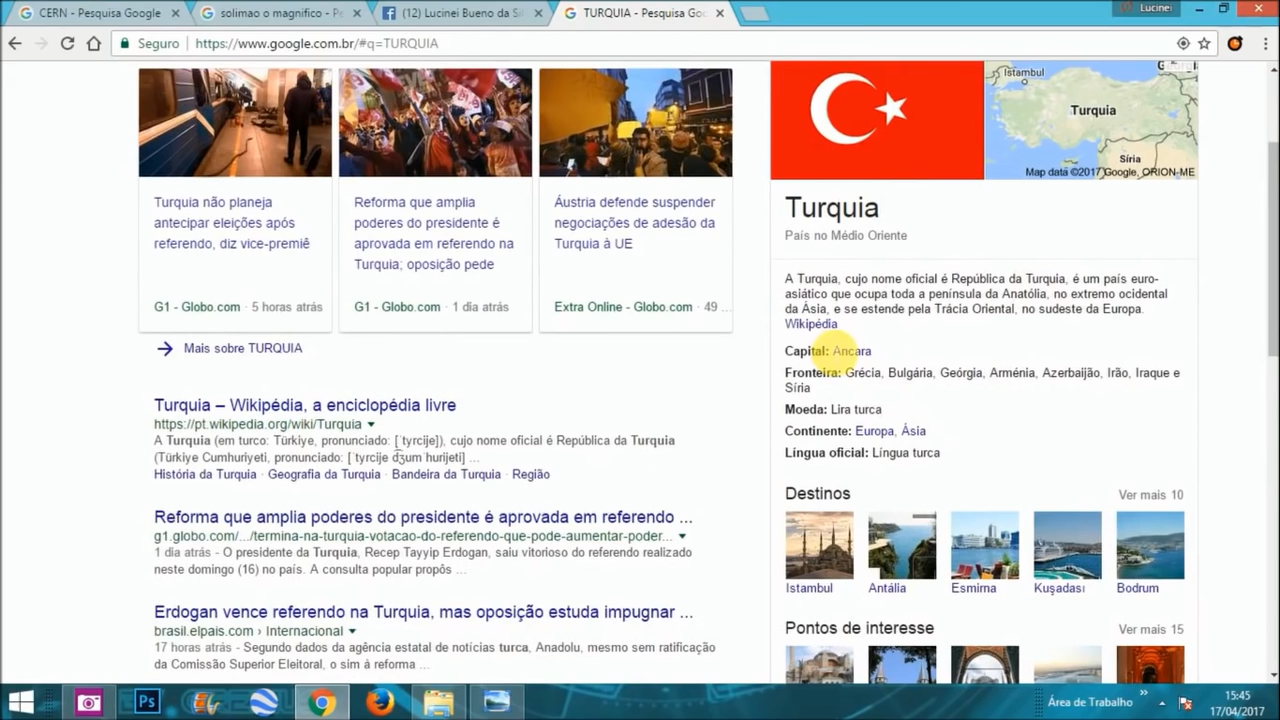 CERN - Pesquisa Google
solimao o magnifico - Pe
(12) Lucinei Bueno da Si
TURQUIA - Pesquisa Goo
Lucinei
Seguro
https://www.google.com.br/#q=TURQUIA
Istambul
Turquia
Síria
Map data ©2017 Google, ORION-ME
Turquia não planeja
antecipar eleições após
referendo, diz vice-premiê
G1 - Globo.com · 5 horas atrás
Reforma que amplia
poderes do presidente é
aprovada em referendo na
Turquia; oposição pede
G1 - Globo.com · 1 dia atrás
Áustria defende suspender
negociações de adesão da
Turquia à UE
Extra Online - Globo.com · 49 ...
Mais sobre TURQUIA
Turquia – Wikipédia, a enciclopédia livre
https://pt.wikipedia.org/wiki/Turquia
A Turquia (em turco: Türkiye, pronunciado: [ˈtyrcije]), cujo nome oficial é República da Turquia
(Türkiye Cumhuriyeti, pronunciado: [ˈtyrcije d͡ʒumˈhurijeti] ...
História da Turquia · Geografia da Turquia · Bandeira da Turquia · Região
Reforma que amplia poderes do presidente é aprovada em referendo ...
g1.globo.com/.../termina-na-turquia-votacao-do-referendo-que-pode-aumentar-poder...
1 dia atrás - O presidente da Turquia, Recep Tayyip Erdogan, saiu vitorioso do referendo realizado
neste domingo (16) no país. A consulta popular propôs ...
Erdogan vence referendo na Turquia, mas oposição estuda impugnar ...
brasil.elpais.com › Internacional
17 horas atrás - Segundo dados da agência estatal de notícias turca, Anadolu, mesmo sem ratificação
da Comissão Superior Eleitoral, o sim à reforma ...
Turquia
País no Médio Oriente
A Turquia, cujo nome oficial é República da Turquia, é um país euro-
asiático que ocupa toda a península da Anatólia, no extremo ocidental
da Ásia, e se estende pela Trácia Oriental, no sudeste da Europa.
Wikipédia
Capital: Ancara
Fronteira: Grécia, Bulgária, Geórgia, Arménia, Azerbaijão, Irão, Iraque e
Síria
Moeda: Lira turca
Continente: Europa, Ásia
Língua oficial: Língua turca
Destinos
Ver mais 10
Istambul
Antália
Esmirna
Kuşadası
Bodrum
Pontos de interesse
Ver mais 15
Ps
Área de Trabalho
15:45
17/04/2017